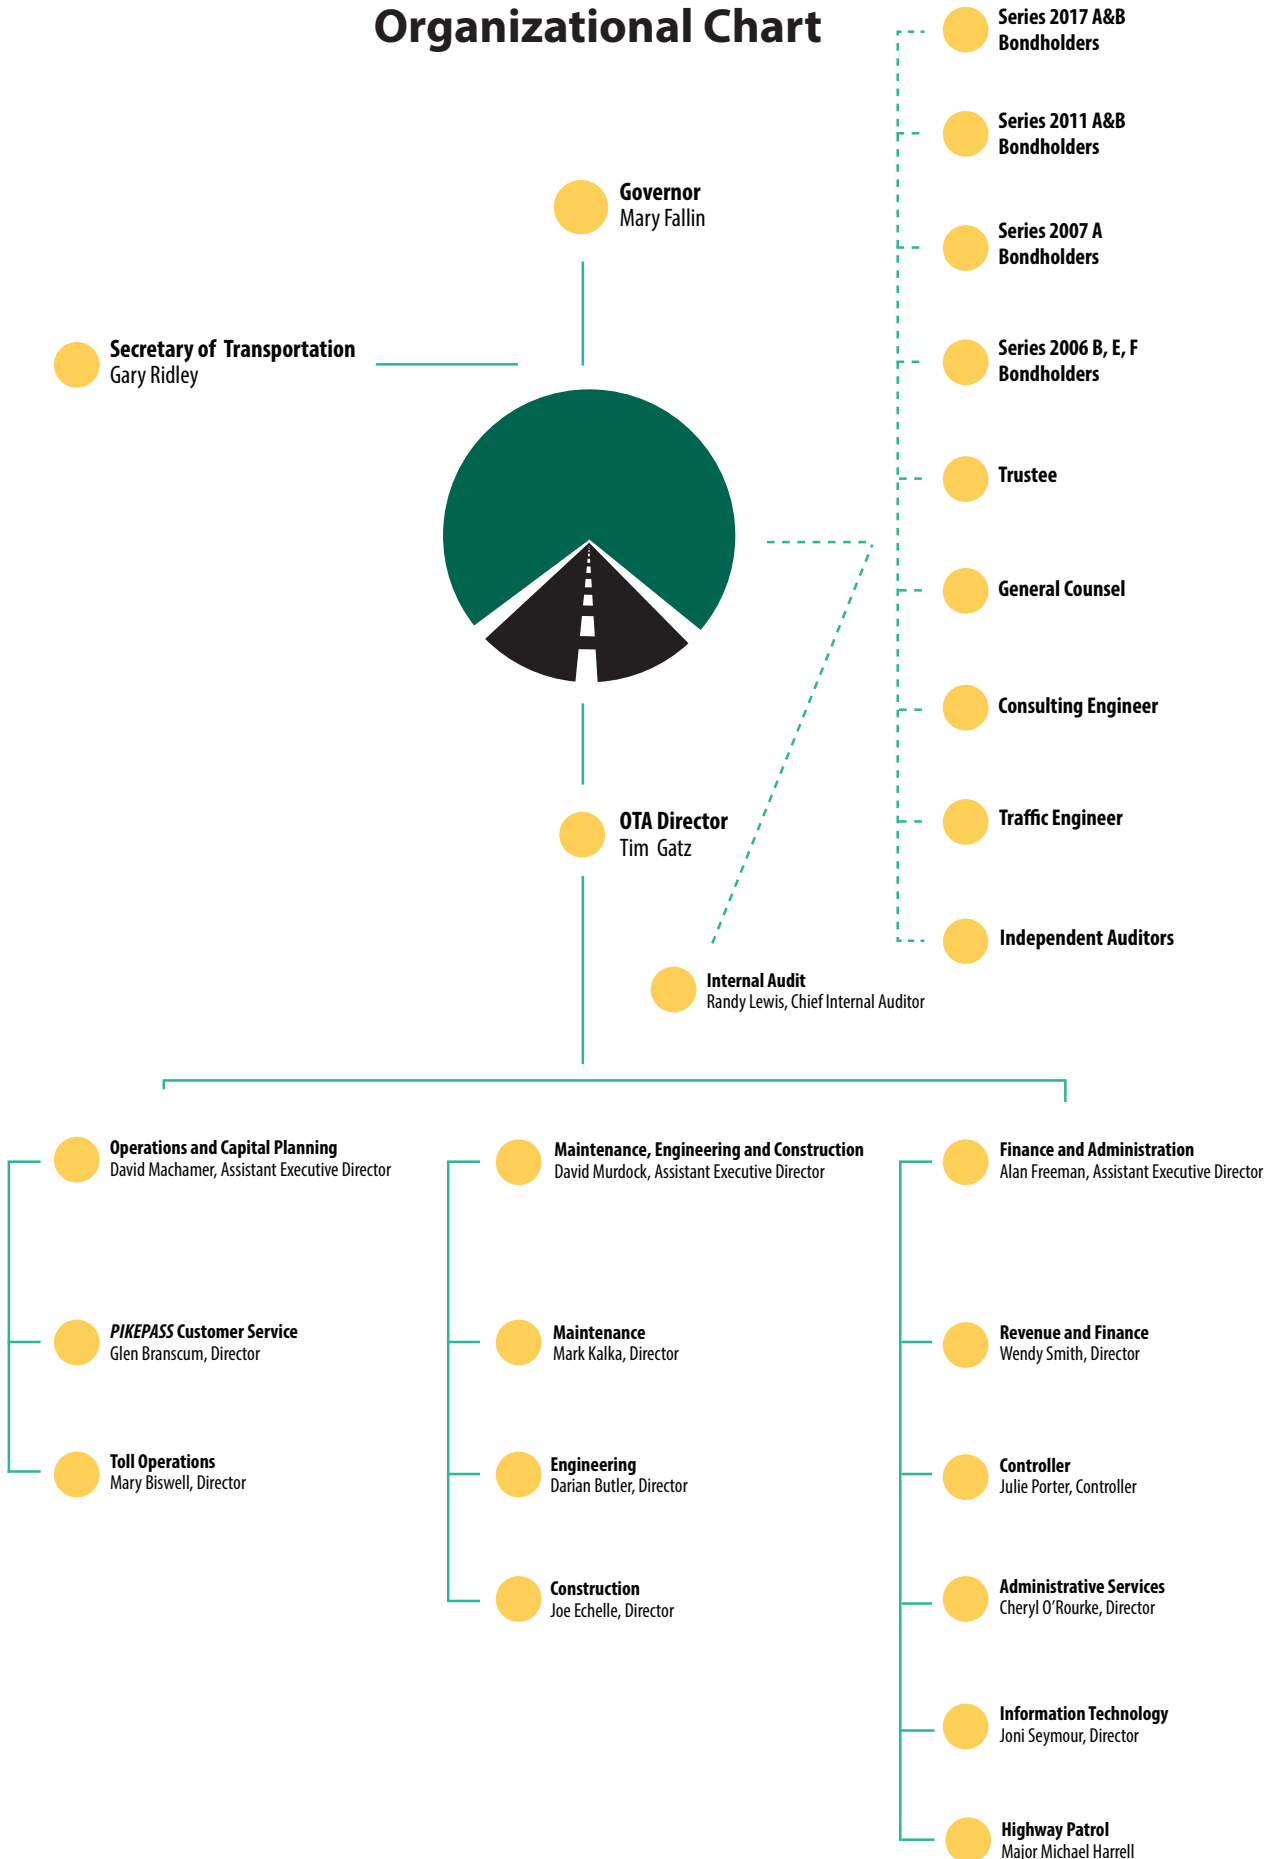 Organizational Chart
Series 2017 A&B
Bondholders
Series 2011 A&B
Bondholders
Governor
Mary Fallin
Series 2007 A
Bondholders
Secretary of Transportation
Gary Ridley
Series 2006 B, E, F
Bondholders
Trustee
General Counsel
Consulting Engineer
OTA Director
Tim Gatz
Traffic Engineer
Independent Auditors
Internal Audit
Randy Lewis, Chief Internal Auditor
Operations and Capital Planning
David Machamer, Assistant Executive Director
Maintenance, Engineering and Construction
David Murdock, Assistant Executive Director
Finance and Administration
Alan Freeman, Assistant Executive Director
PIKEPASS Customer Service
Glen Branscum, Director
Maintenance
Mark Kalka, Director
Revenue and Finance
Wendy Smith, Director
Toll Operations
Mary Biswell, Director
Engineering
Darian Butler, Director
Controller
Julie Porter, Controller
Construction
Joe Echelle, Director
Administrative Services
Cheryl O’Rourke, Director
Information Technology
Joni Seymour, Director
Highway Patrol
Major Michael Harrell